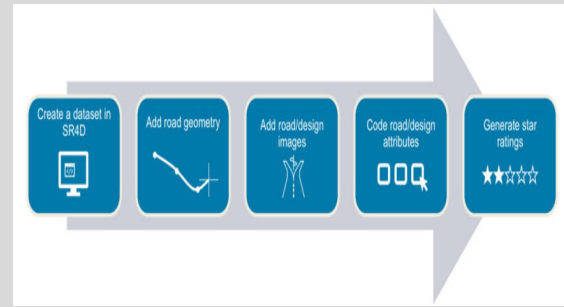 Create a dataset in
SR4D
Add road geometry
Add road/design
images
Code road/design
attributes
Generate star
ratings